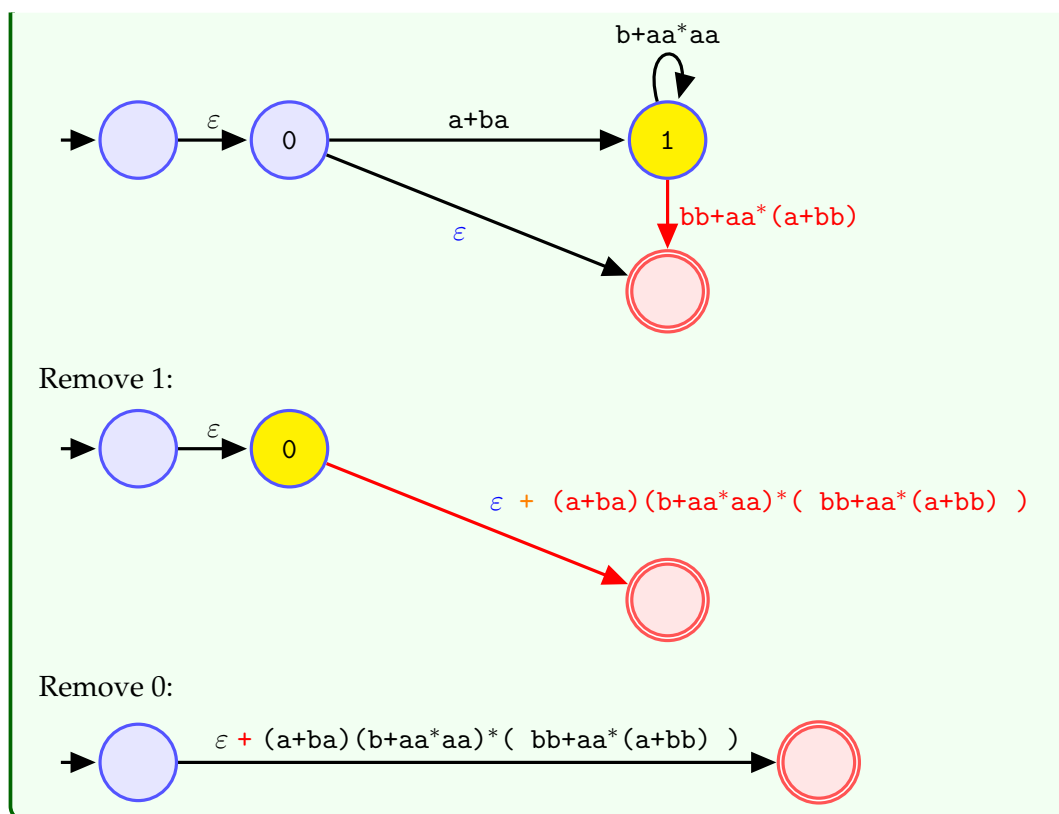 b+aa*aa
ε
0
a+ba
1
ε
bb+aa*(a+bb)
Remove 1:
ε
0
ε + (a+ba)(b+aa*aa)*( bb+aa*(a+bb) )
Remove 0:
ε + (a+ba)(b+aa*aa)*( bb+aa*(a+bb) )